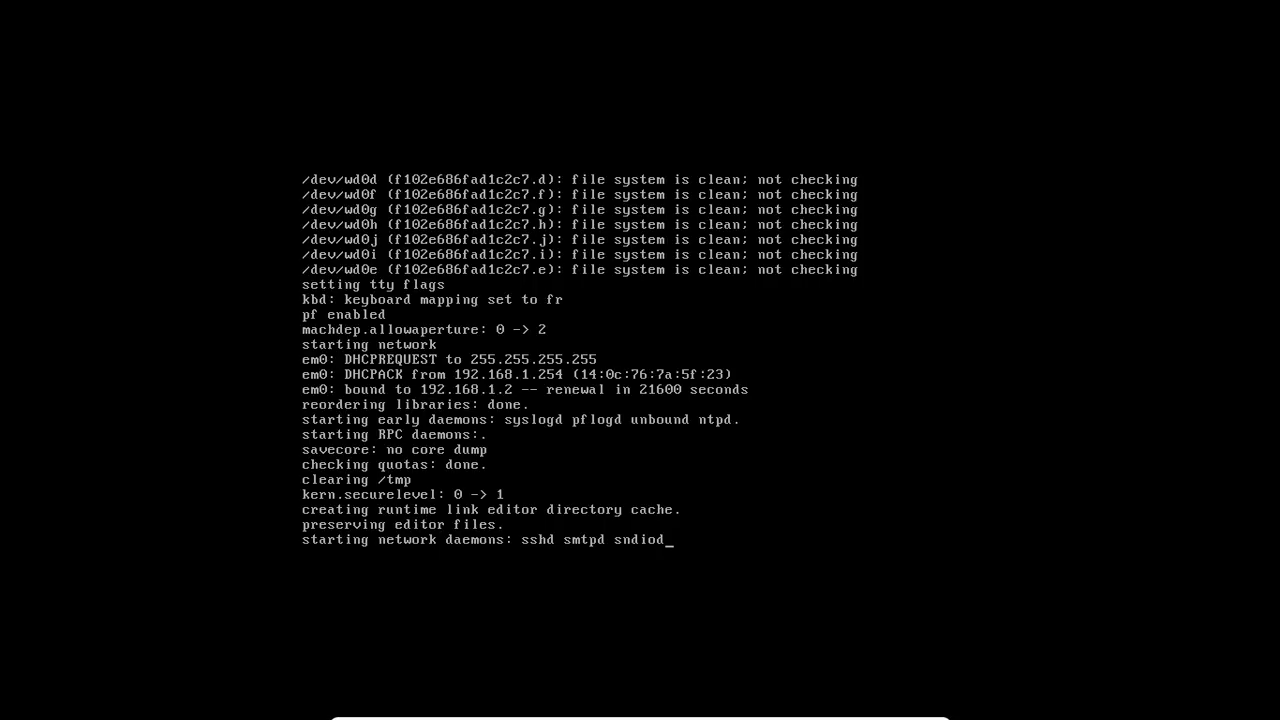 /dev/wd0d (f102e686fad1c2c7.d): file system is clean; not checking
/dev/wd0f (f102e686fad1c2c7.f): file system is clean; not checking
/dev/wd0g (f102e686fad1c2c7.g): file system is clean; not checking
/dev/wd0h (f102e686fad1c2c7.h): file system is clean; not checking
/dev/wd0j (f102e686fad1c2c7.j): file system is clean; not checking
/dev/wd0i (f102e686fad1c2c7.i): file system is clean; not checking
/dev/wd0e (f102e686fad1c2c7.e): file system is clean; not checking
setting tty flags
kbd: keyboard mapping set to fr
pf enabled
machdep.allowaperture: 0 -> 2
starting network
em0: DHCPREQUEST to 255.255.255.255
em0: DHCPACK from 192.168.1.254 (14:0c:76:7a:5f:23)
em0: bound to 192.168.1.2 -- renewal in 21600 seconds
reordering libraries: done.
starting early daemons: syslogd pflogd unbound ntpd.
starting RPC daemons:.
savecore: no core dump
checking quotas: done.
clearing /tmp
kern.securelevel: 0 -> 1
creating runtime link editor directory cache.
preserving editor files.
starting network daemons: sshd smtpd sndiod_